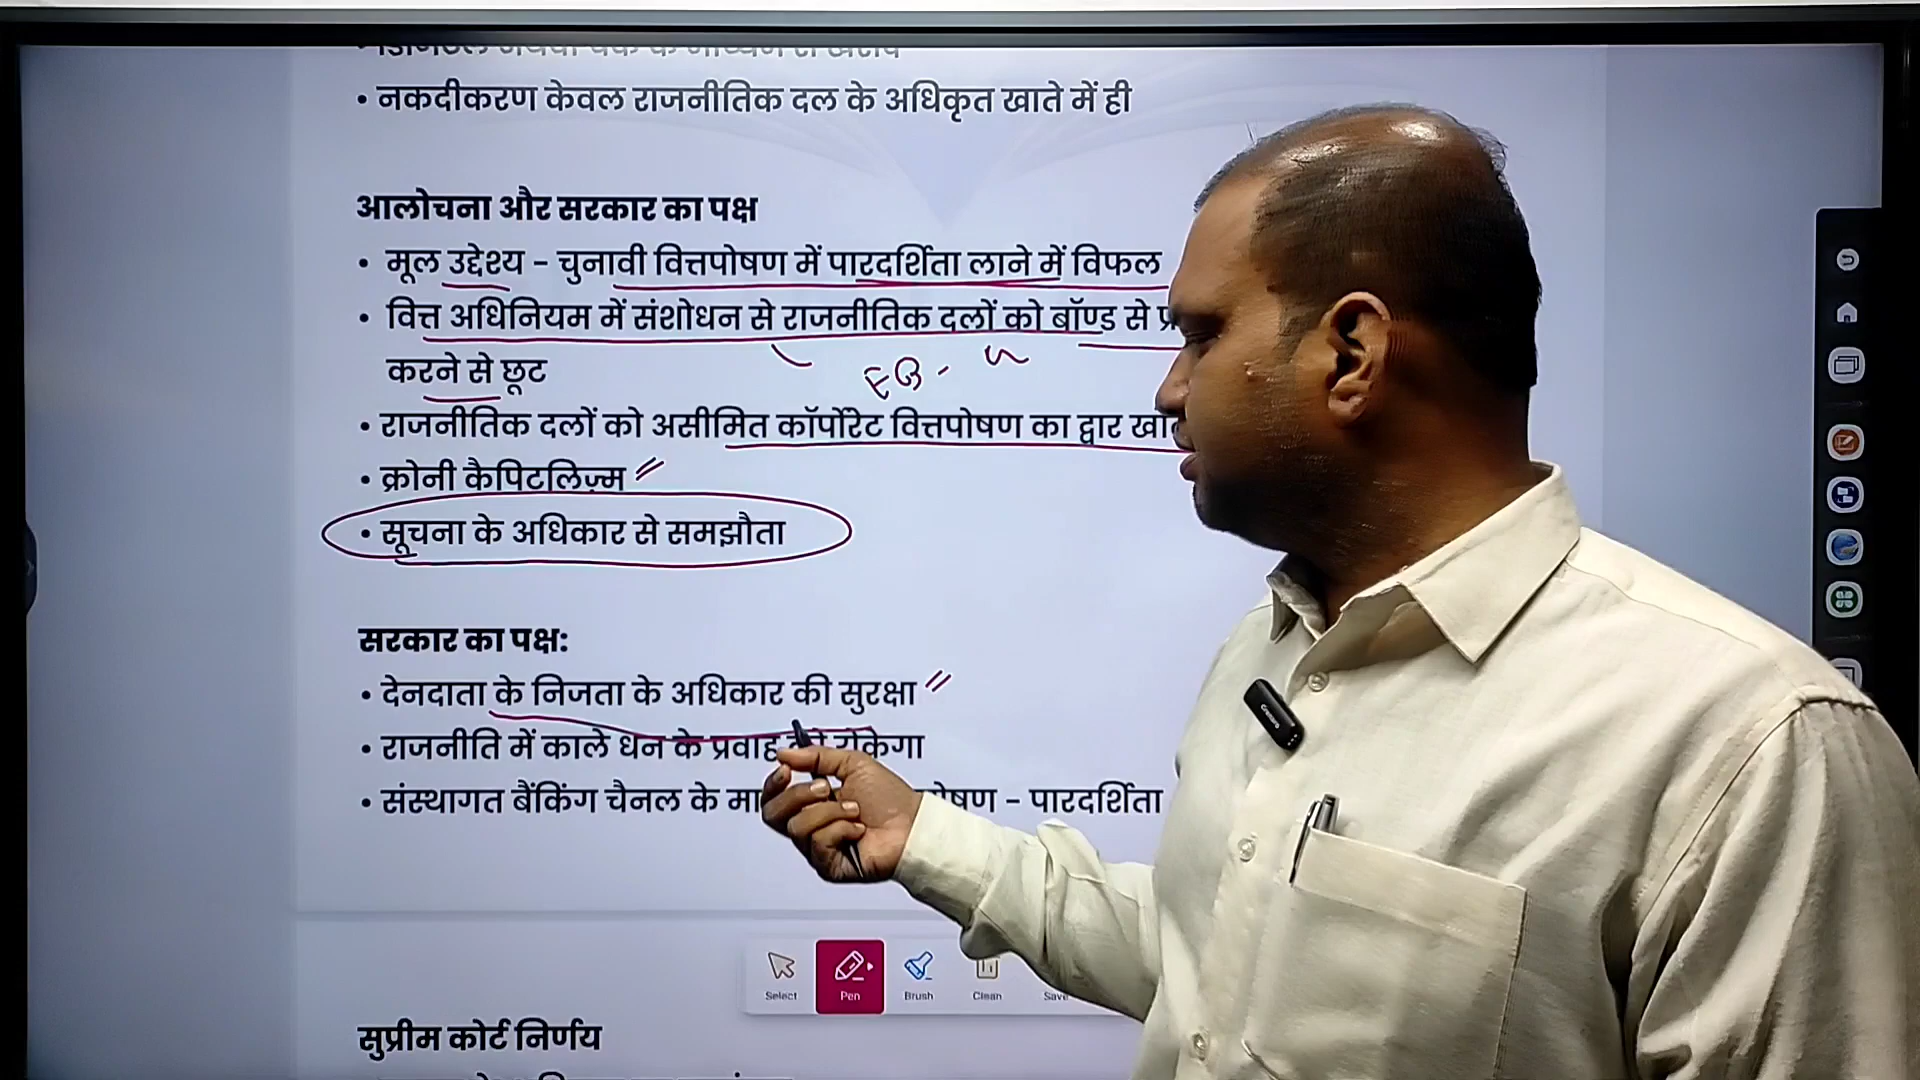 • नकदीकरण केवल राजनीतिक दल के अधिकृत खाते में ही
आलोचना और सरकार का पक्ष
• मूल उद्देश्य – चुनावी वित्तपोषण में पारदर्शिता लाने में विफल
• वित्त अधिनियम में संशोधन से राजनीतिक दलों को बॉण्ड से
करने से छूट
EB -
• राजनीतिक दलों को असीमित कॉर्पोरेट वित्तपोषण का द्वार
• क्रोनी कैपिटलिज़्म
• सूचना के अधिकार से समझौता
सरकार का पक्ष:
• देनदाता के निजता के अधिकार की सुरक्षा
• राजनीति में काले धन के प्रवाह को रोकेगा
• संस्थागत बैंकिंग चैनल के – पारदर्शिता
Select Pen Brush Clean Save
सुप्रीम कोर्ट निर्णय